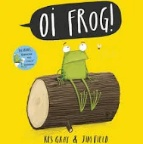 OI FROG!
KES GRAY & JIM FIELD